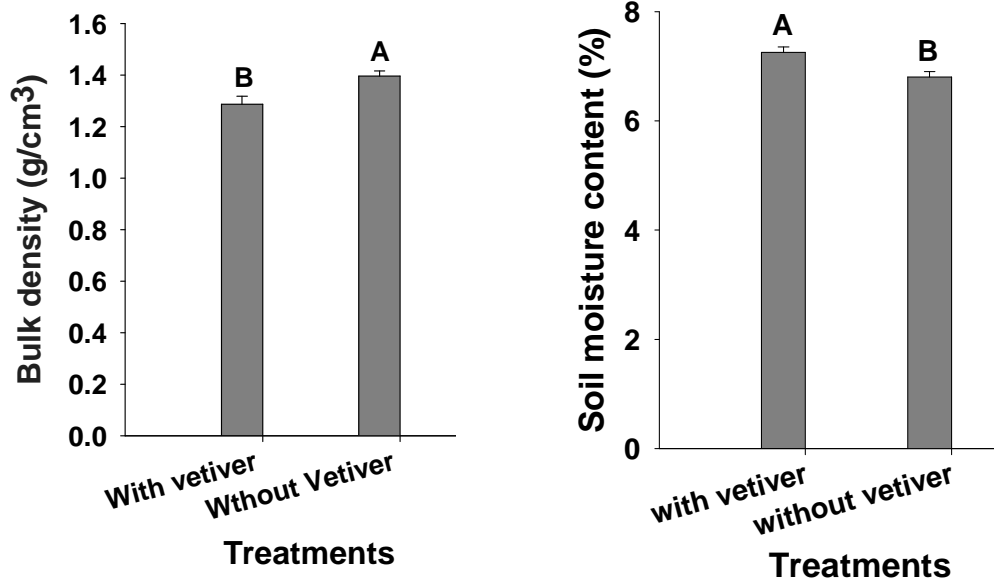 Bulk density (g/cm3)
1.6
1.4
1.2
1.0
0.8
0.6
0.4
0.2
0.0
B
A
With vetiver
Wthout Vetiver
Treatments
Soil moisture content (%)
8
6
4
2
0
A
B
with vetiver
without vetiver
Treatments